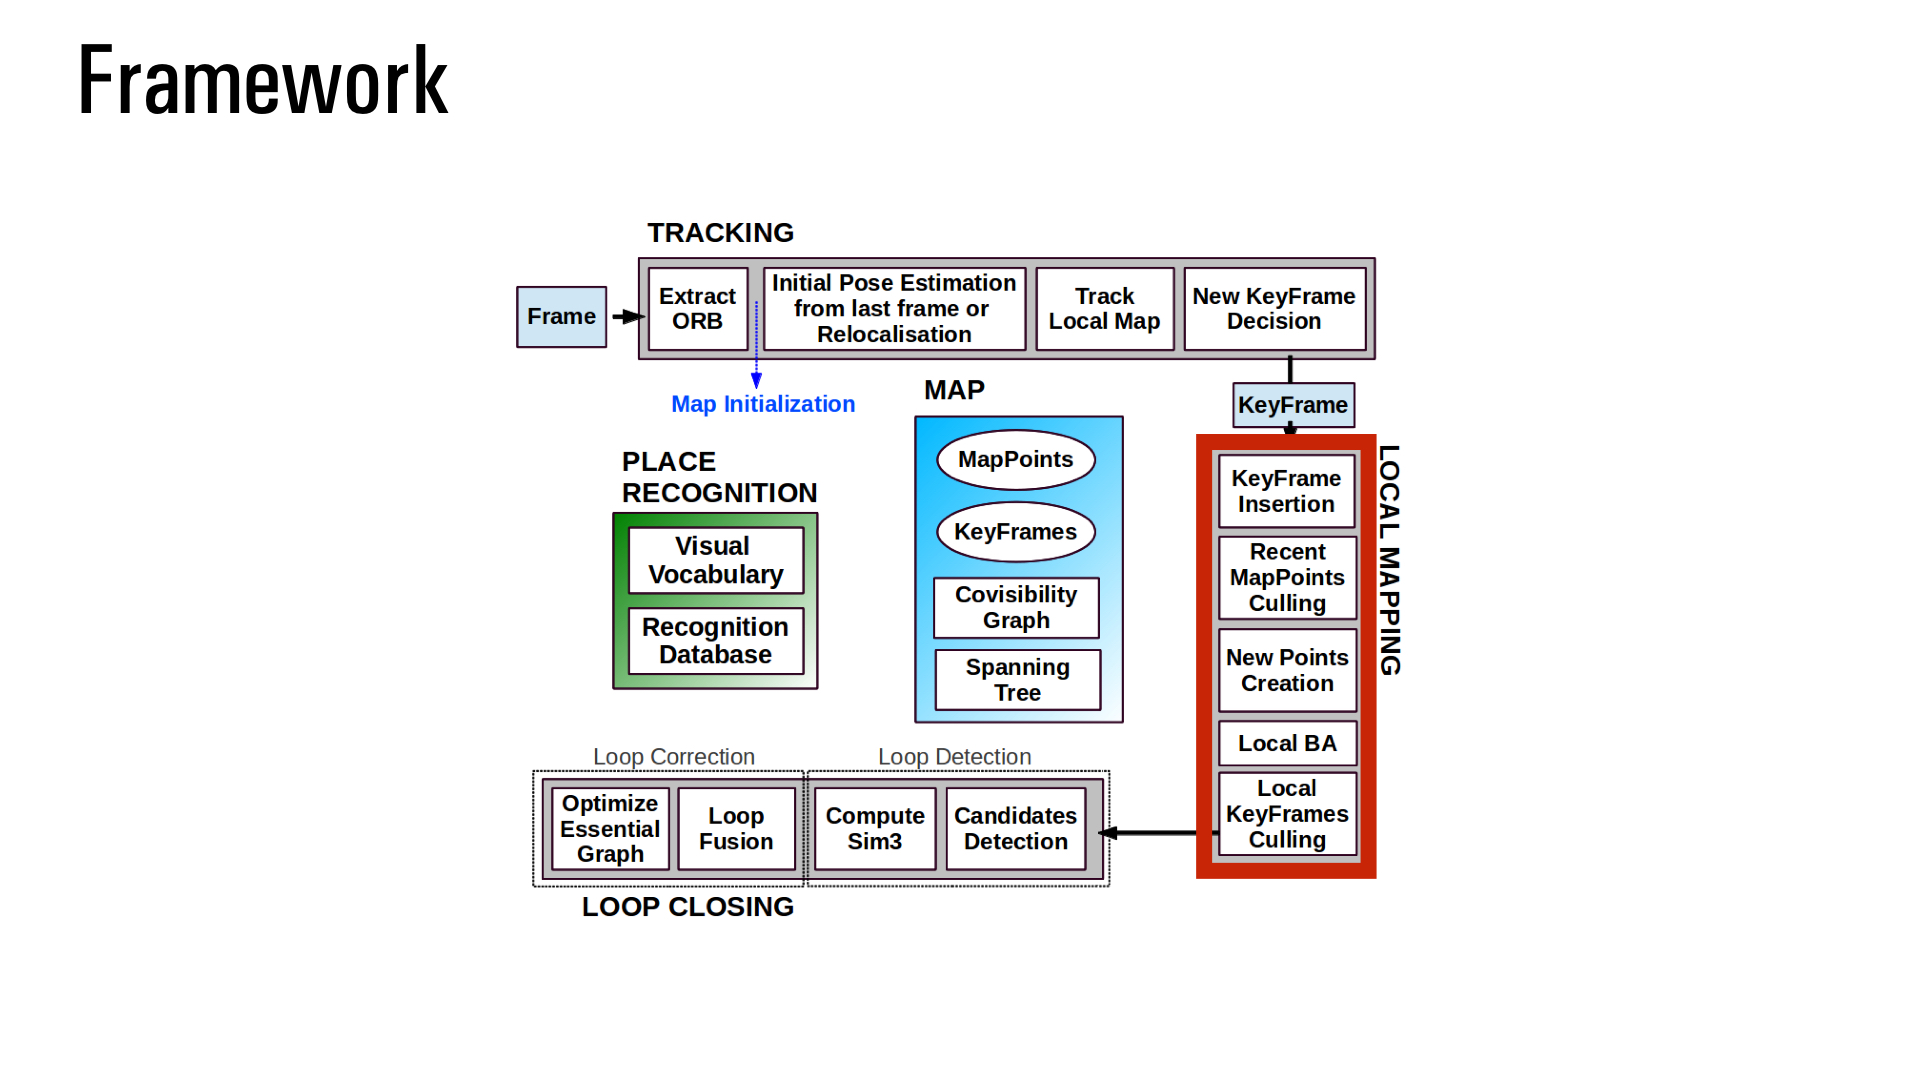 Framework
TRACKING
Frame
Extract
ORB
Initial Pose Estimation
from last frame or
Relocalisation
Track
Local Map
New KeyFrame
Decision
Map Initialization
MAP
KeyFrame
PLACE
RECOGNITION
Visual
Vocabulary
Recognition
Database
MapPoints
KeyFrames
Covisibility
Graph
Spanning
Tree
LOCAL MAPPING
KeyFrame
Insertion
Recent
MapPoints
Culling
New Points
Creation
Local BA
Local
KeyFrames
Culling
Loop Correction
Loop Detection
Optimize
Essential
Graph
Loop
Fusion
Compute
Sim3
Candidates
Detection
LOOP CLOSING